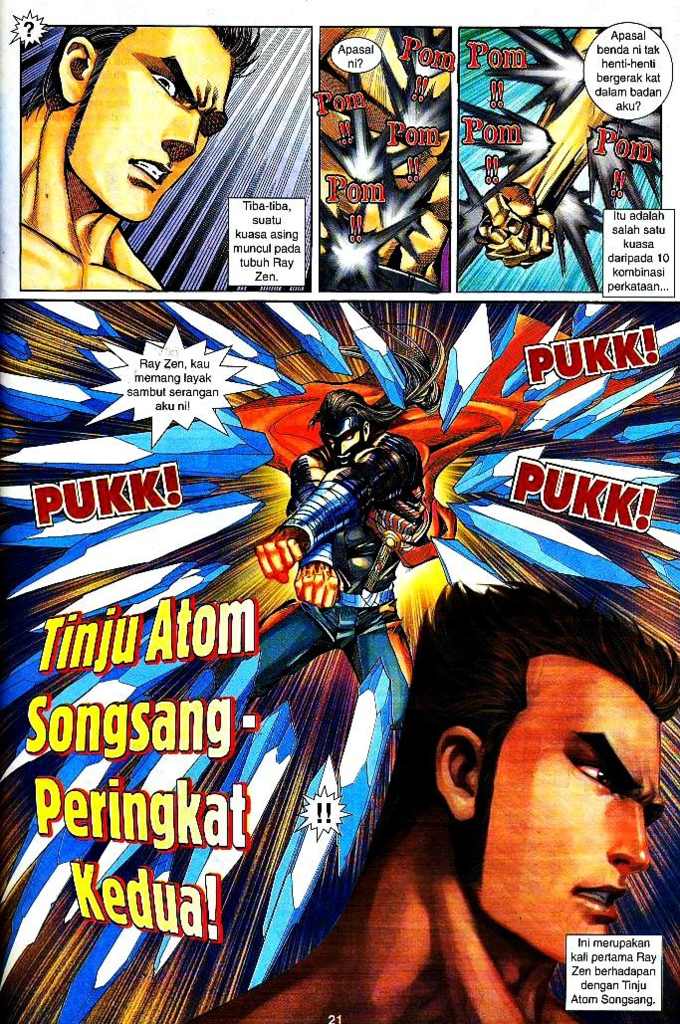 ?
Tiba-tiba,
suatu
kuasa asing
muncul pada
tubuh Ray
Zen.
Apasal
ni?
Pom
!!
Pom
!!
Pom
!!
Pom
!!
Pom
!!
Apasal
benda ni tak
henti-henti
bergerak kat
dalam badan
aku?
Pom
!!
Pom
!!
Itu adalah
salah satu
kuasa
daripada 10
kombinasi
perkataan...
Ray Zen, kau
memang layak
sambut serangan
aku ni!
PUKK!
PUKK!
PUKK!
Tinju Atom
Songsang -
Peringkat
Kedua!
!!
Ini merupakan
kali pertama Ray
Zen berhadapan
dengan Tinju
Atom Songsang.
21